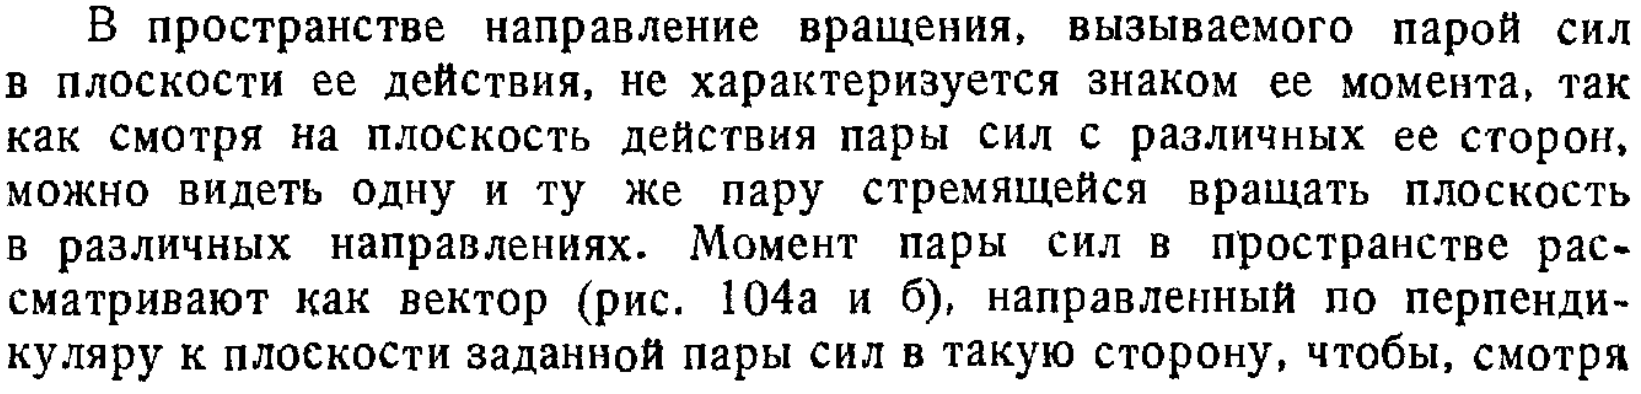 В пространстве направление вращения, вызываемого парой сил
в плоскости ее действия, не характеризуется знаком ее момента, так
как смотря на плоскость действия пары сил с различных ее сторон,
можно видеть одну и ту же пару стремящейся вращать плоскость
в различных направлениях. Момент пары сил в пространстве рас-
сматривают как вектор (рис. 104а и б), направленный по перпенди-
куляру к плоскости заданной пары сил в такую сторону, чтобы, смотря